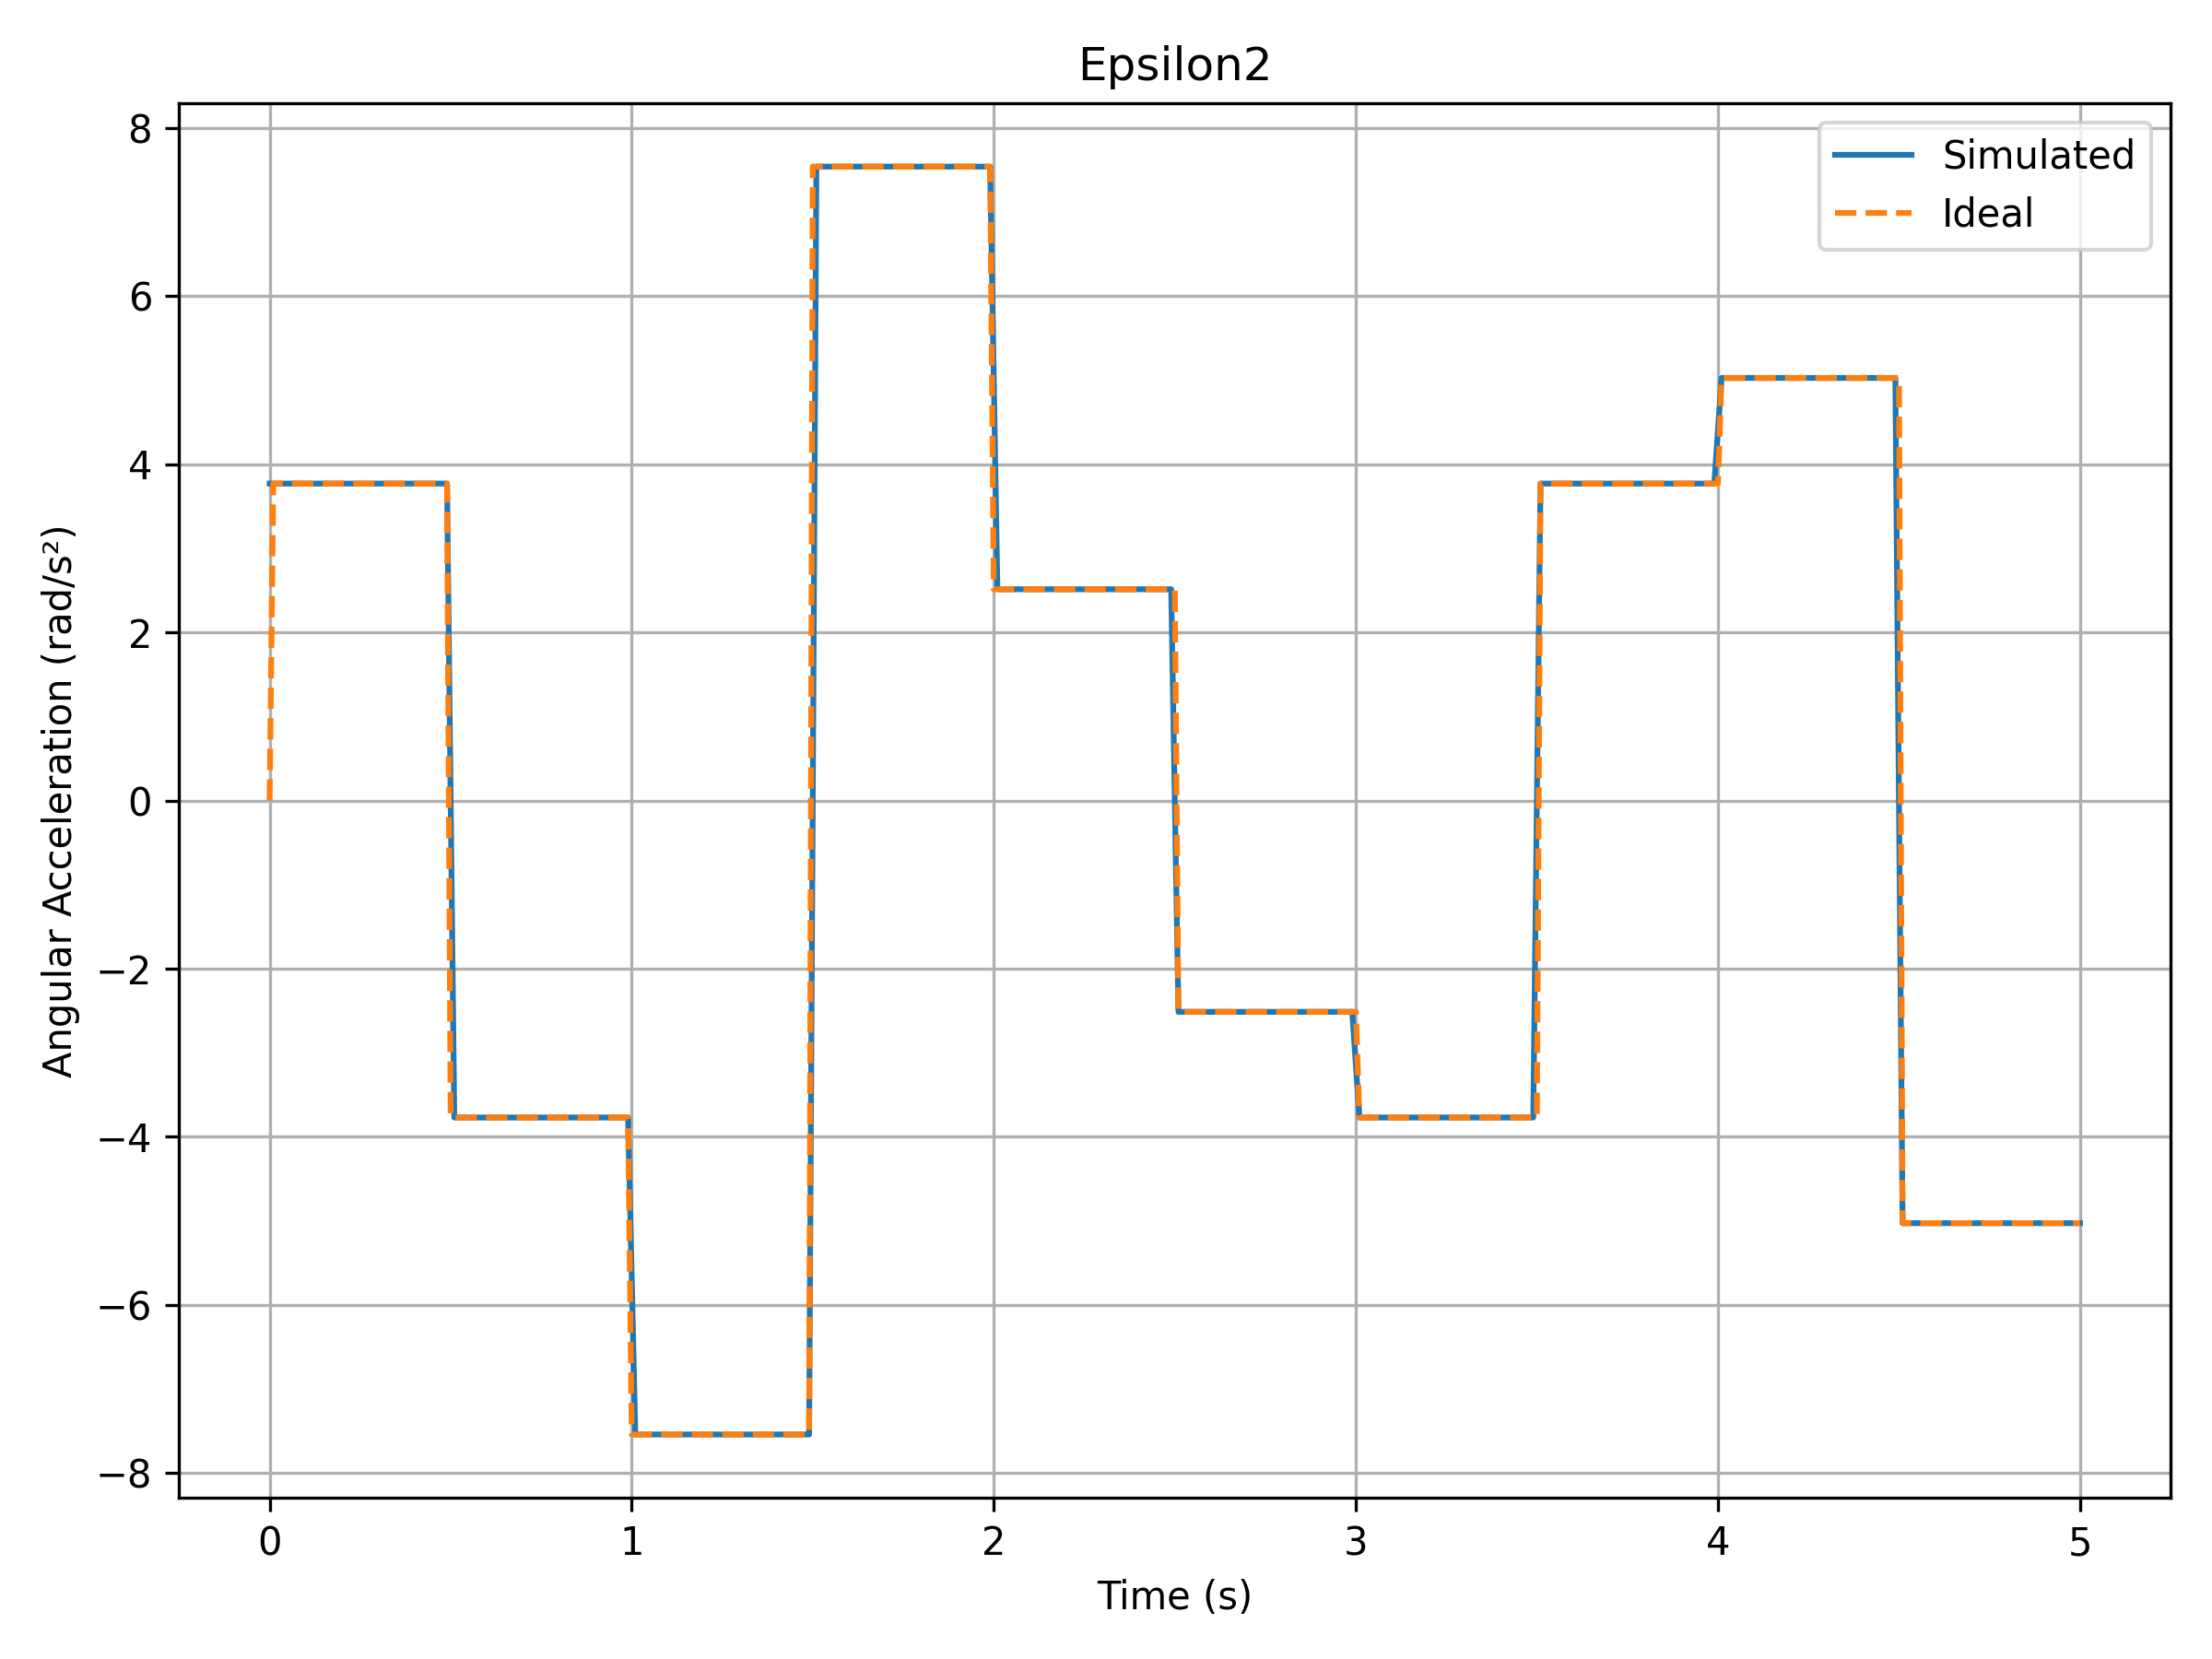 Epsilon2
Simulated
Ideal
Angular Acceleration (rad/s²)
8
6
4
2
0
−2
−4
−6
−8
0 1 2 3 4 5
Time (s)